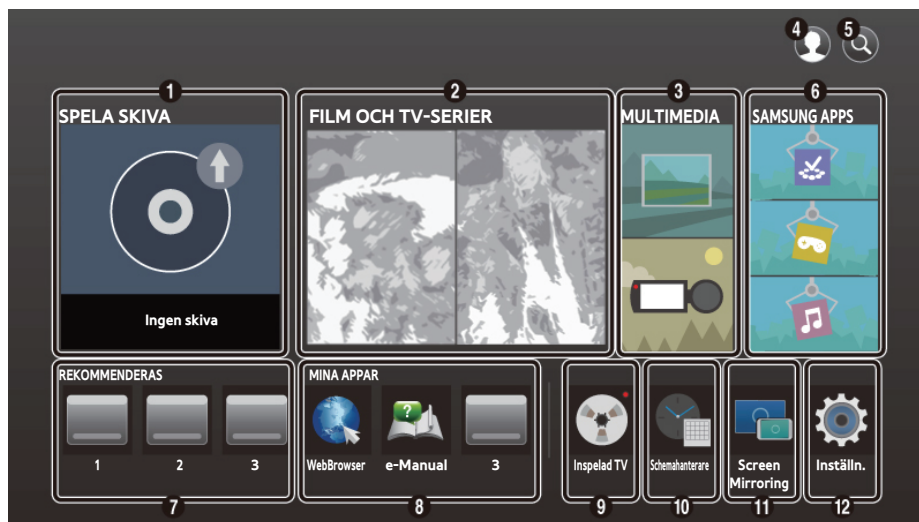 4 5
1 2 3 6
SPELA SKIVA
FILM OCH TV-SERIER
MULTIMEDIA
SAMSUNG APPS
Ingen skiva
REKOMMENDERAS
1 2 3
MINA APPAR
WebBrowser e-Manual 3
Inspelad TV
Schemahanterare
Screen
Mirroring
Inställn.
7 8 9 10 11 12